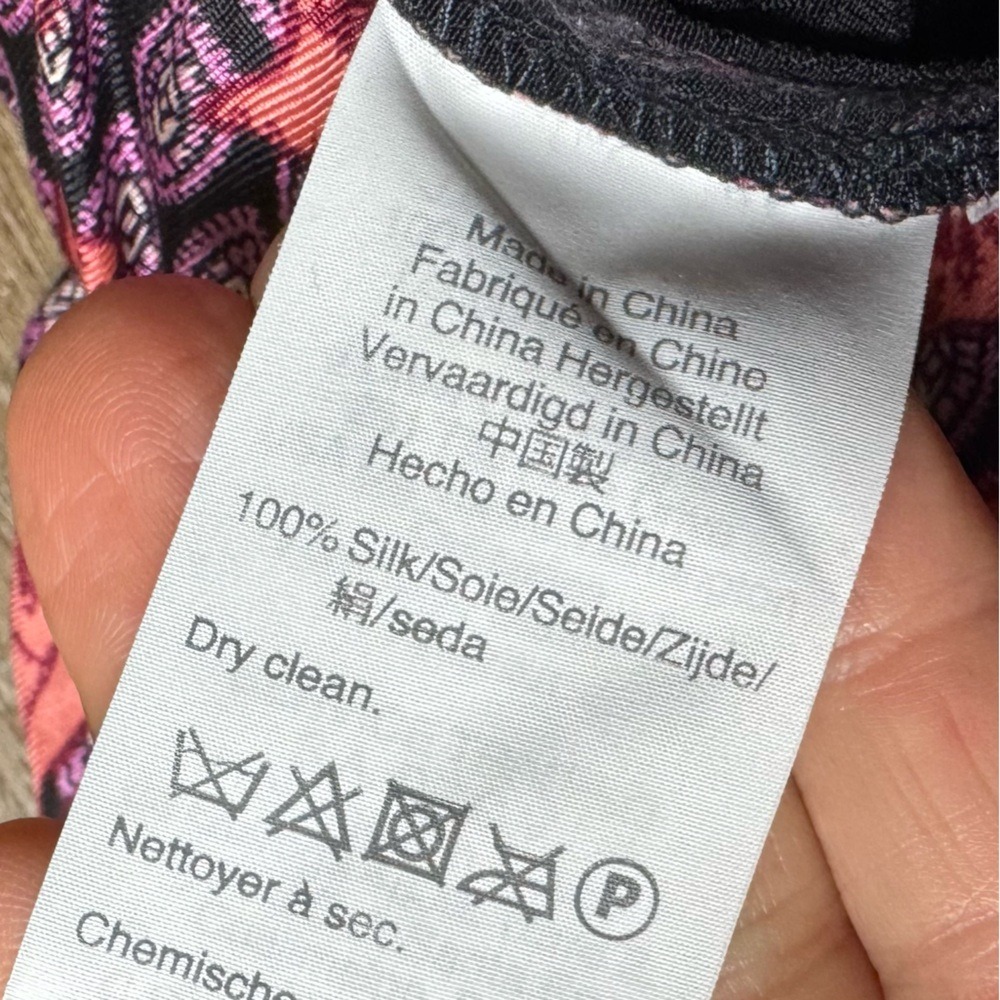 Made in China
Fabriqué en Chine
in China Hergestellt
Vervaardigd in China
中国製
Hecho en China
100% Silk/Soie/Seide/Zijde/
絹/seda
Dry clean.
P
Nettoyer à sec.
Chemische